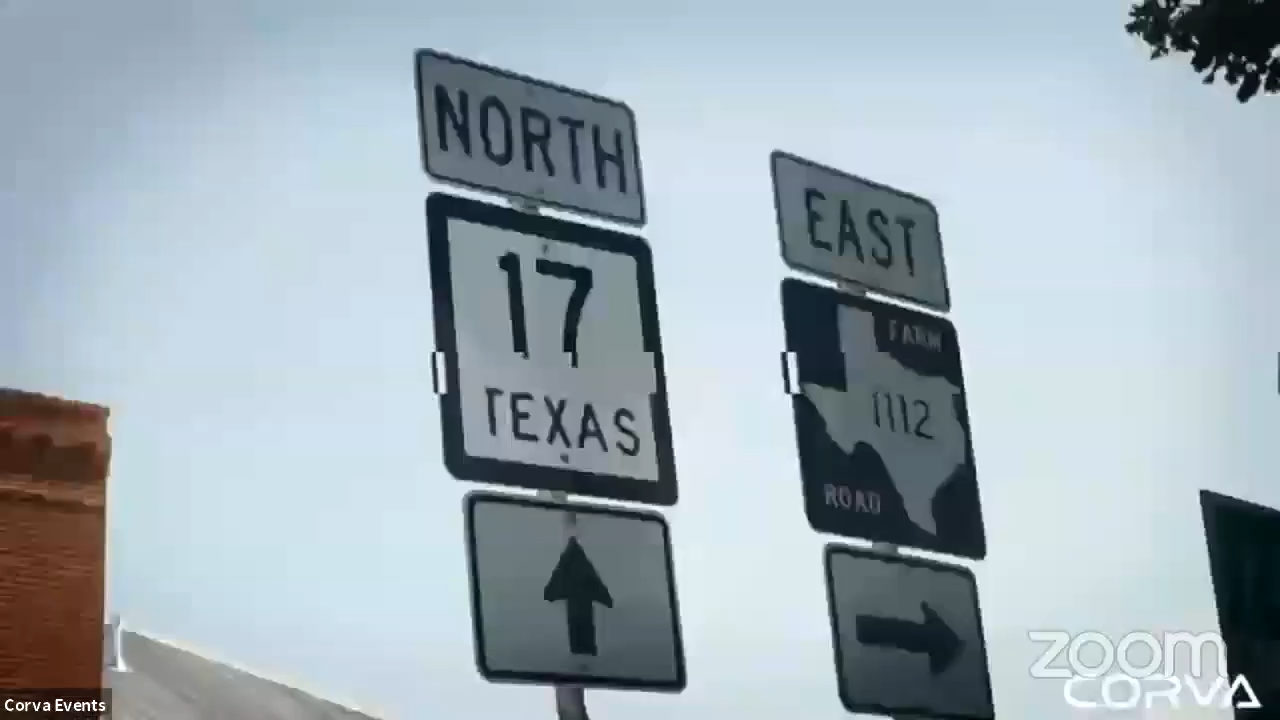 NORTH
17
TEXAS
EAST
FARM
1112
ROAD
zoom
CORVA
Corva Events